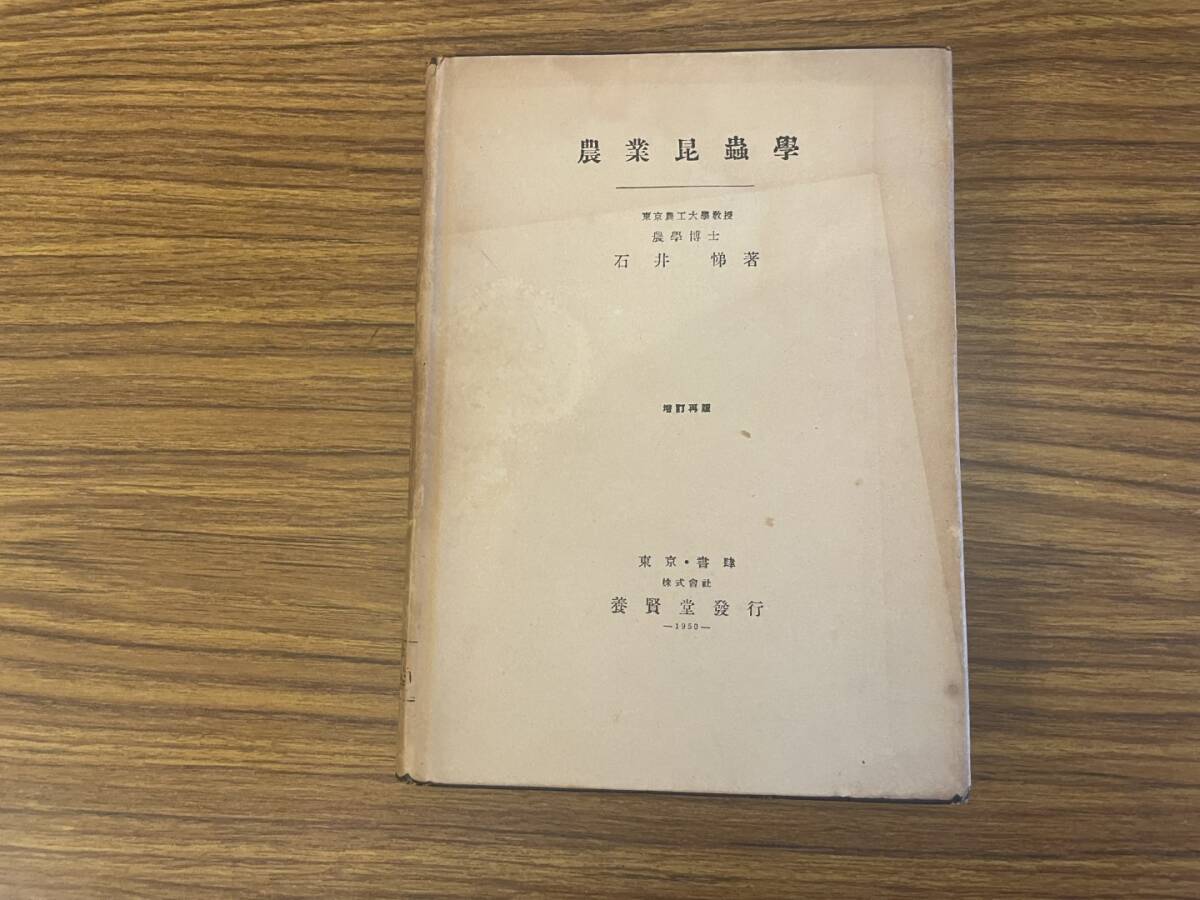 農業昆蟲學
東京農工大學教授
農學博士
石井 悌著
増訂再版
東京・書肆
株式會社
養賢堂發行
—1950—